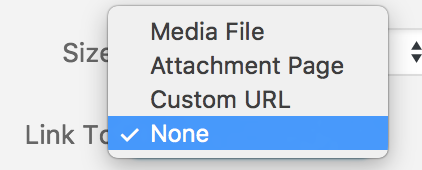 Media File
Size
Attachment Page
Custom URL
Link To
None